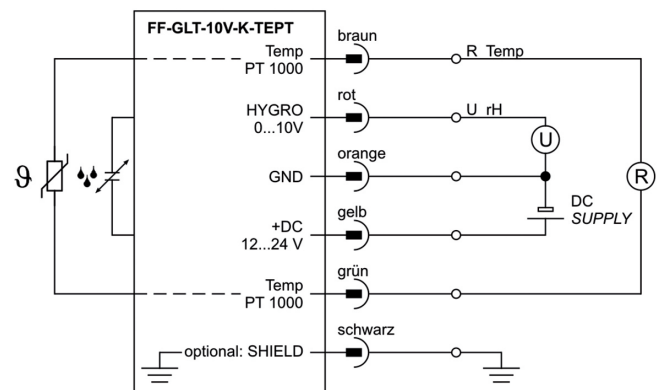 FF-GLT-10V-K-TEPT
braun
Temp
PT 1000
R Temp
rot
HYGRO
0...10V
U rH
U
orange
GND
R
ϑ
DC
SUPPLY
gelb
+DC
12...24 V
grün
Temp
PT 1000
schwarz
optional: SHIELD